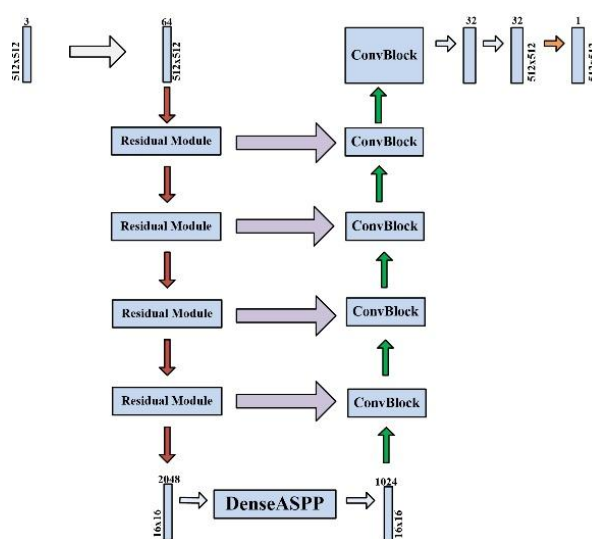 3
512x512
64
512x512
ConvBlock
32
32
512x512
1
512x512
Residual Module
ConvBlock
Residual Module
ConvBlock
Residual Module
ConvBlock
Residual Module
ConvBlock
2048
16x16
DenseASPP
1024
16x16